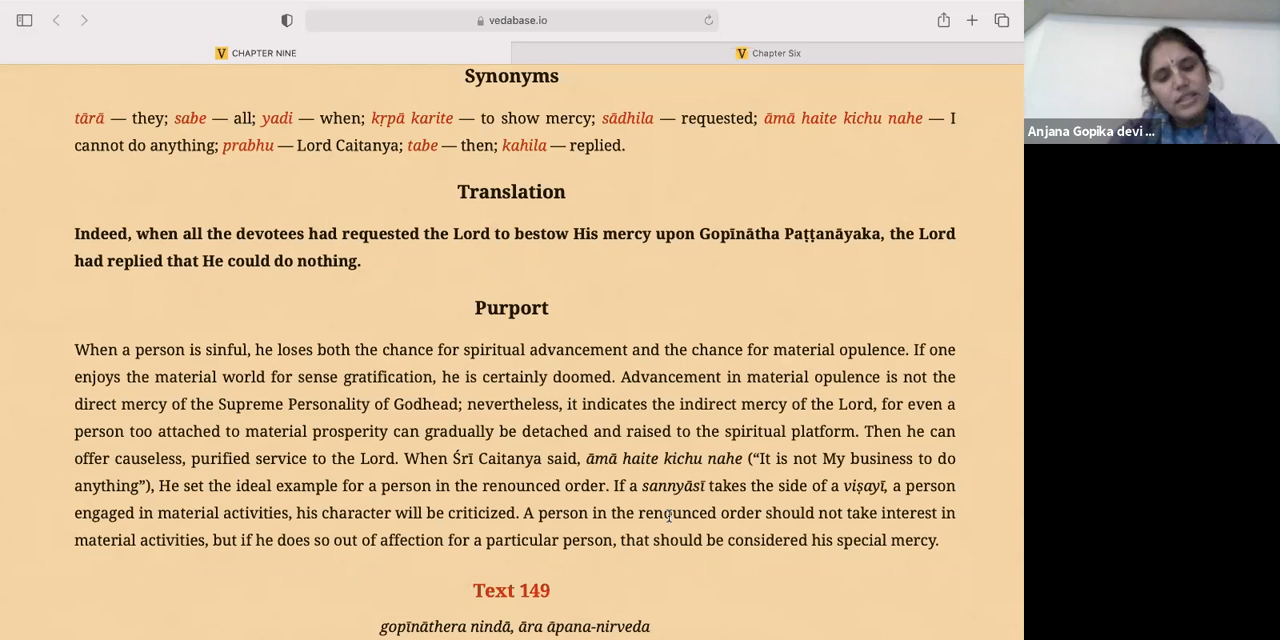 vedabase.io
CHAPTER NINE
Chapter Six
Anjana Gopika devi ...
Synonyms
tārā — they; sabe — all; yadi — when; kṛpā karite — to show mercy; sādhila — requested; āmā haite kichu nahe — I
cannot do anything; prabhu — Lord Caitanya; tabe — then; kahila — replied.
Translation
Indeed, when all the devotees had requested the Lord to bestow His mercy upon Gopīnātha Paṭṭanāyaka, the Lord
had replied that He could do nothing.
Purport
When a person is sinful, he loses both the chance for spiritual advancement and the chance for material opulence. If one
enjoys the material world for sense gratification, he is certainly doomed. Advancement in material opulence is not the
direct mercy of the Supreme Personality of Godhead; nevertheless, it indicates the indirect mercy of the Lord, for even a
person too attached to material prosperity can gradually be detached and raised to the spiritual platform. Then he can
offer causeless, purified service to the Lord. When Śrī Caitanya said, āmā haite kichu nahe (“It is not My business to do
anything”), He set the ideal example for a person in the renounced order. If a sannyāsī takes the side of a viṣayī, a person
engaged in material activities, his character will be criticized. A person in the renounced order should not take interest in
material activities, but if he does so out of affection for a particular person, that should be considered his special mercy.
Text 149
gopīnāthera nindā, āra āpana-nirveda